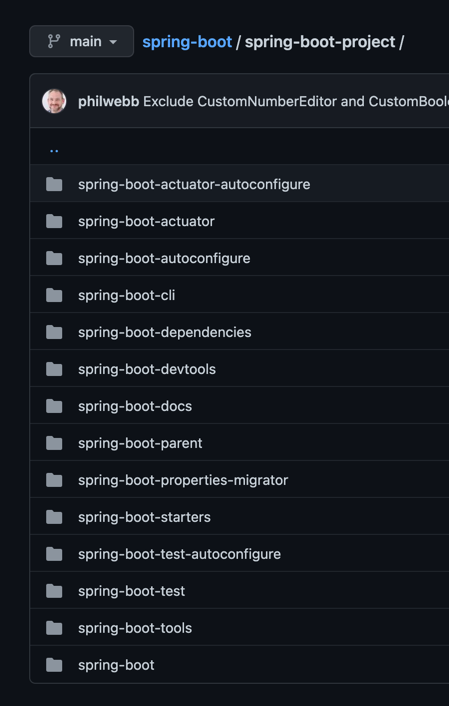 main spring-boot / spring-boot-project /
philwebb Exclude CustomNumberEditor and
..
spring-boot-actuator-autoconfigure
spring-boot-actuator
spring-boot-autoconfigure
spring-boot-cli
spring-boot-dependencies
spring-boot-devtools
spring-boot-docs
spring-boot-parent
spring-boot-properties-migrator
spring-boot-starters
spring-boot-test-autoconfigure
spring-boot-test
spring-boot-tools
spring-boot